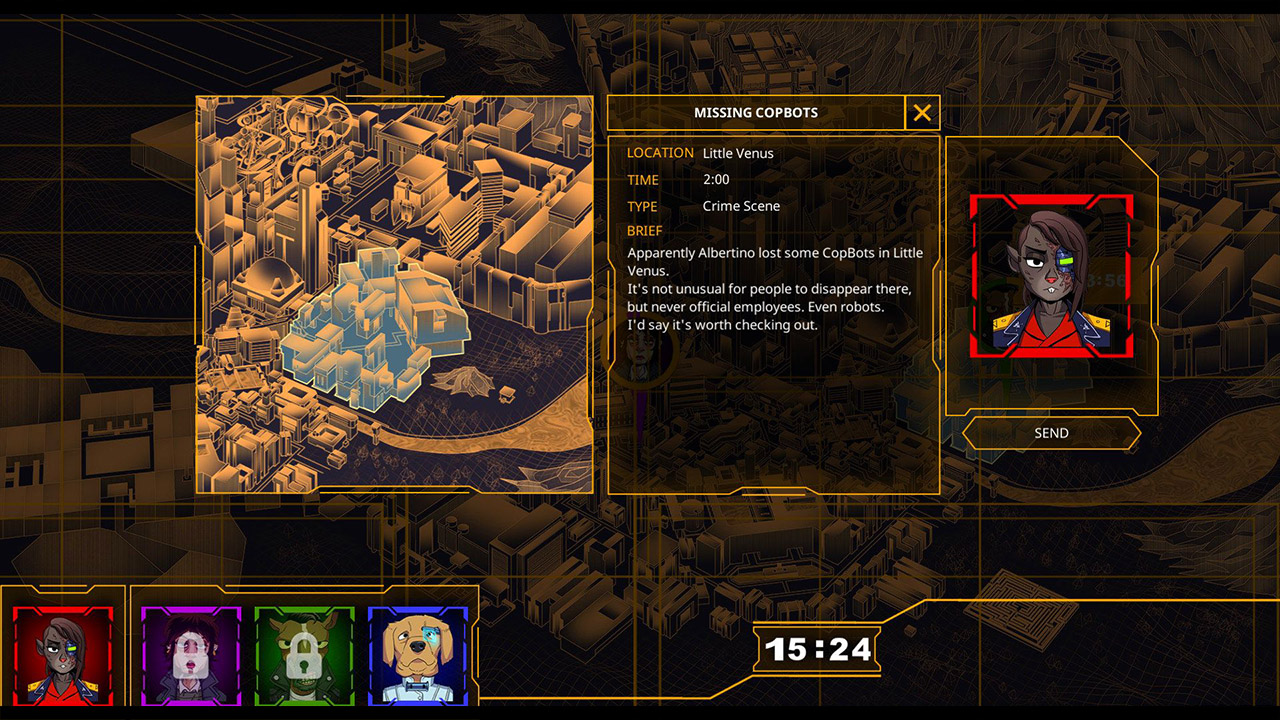 MISSING COPBOTS
LOCATION Little Venus
TIME 2:00
TYPE Crime Scene
BRIEF
Apparently Albertino lost some CopBots in Little
Venus.
It's not unusual for people to disappear there,
but never official employees. Even robots.
I'd say it's worth checking out.
SEND
15:24